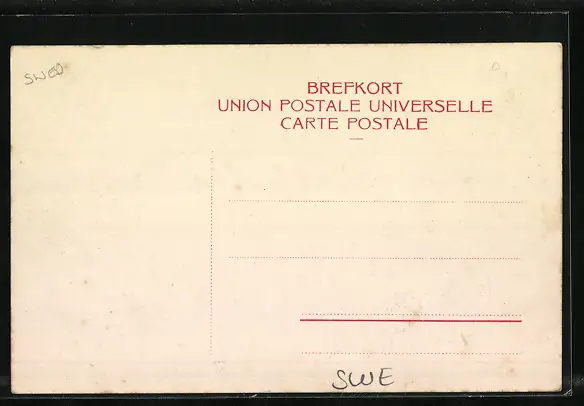 SWED
BREFKORT
UNION POSTALE UNIVERSELLE
CARTE POSTALE
SWE